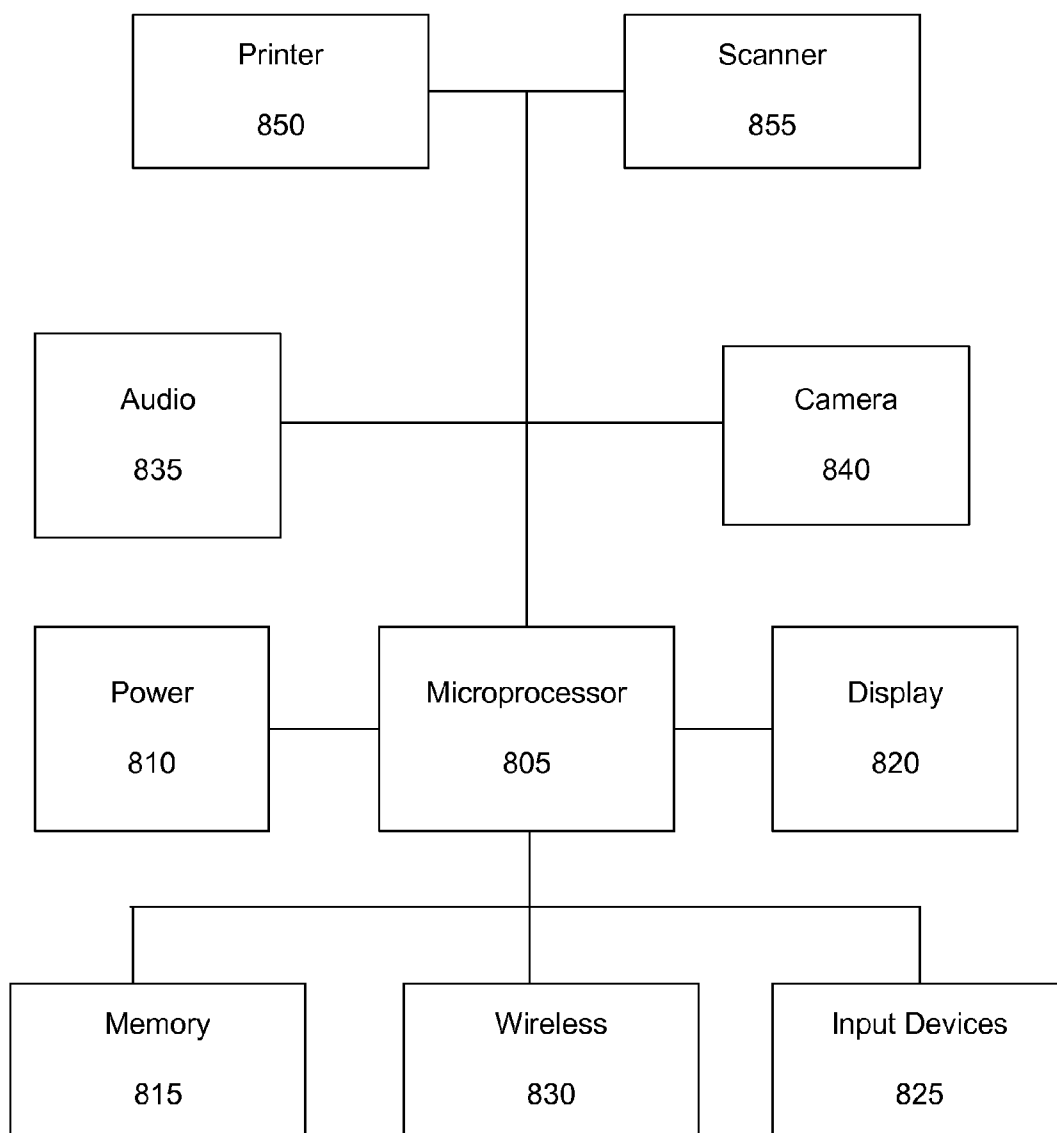 Printer
850
Scanner
855
Audio
835
Camera
840
Power
810
Microprocessor
805
Display
820
Memory
815
Wireless
830
Input Devices
825